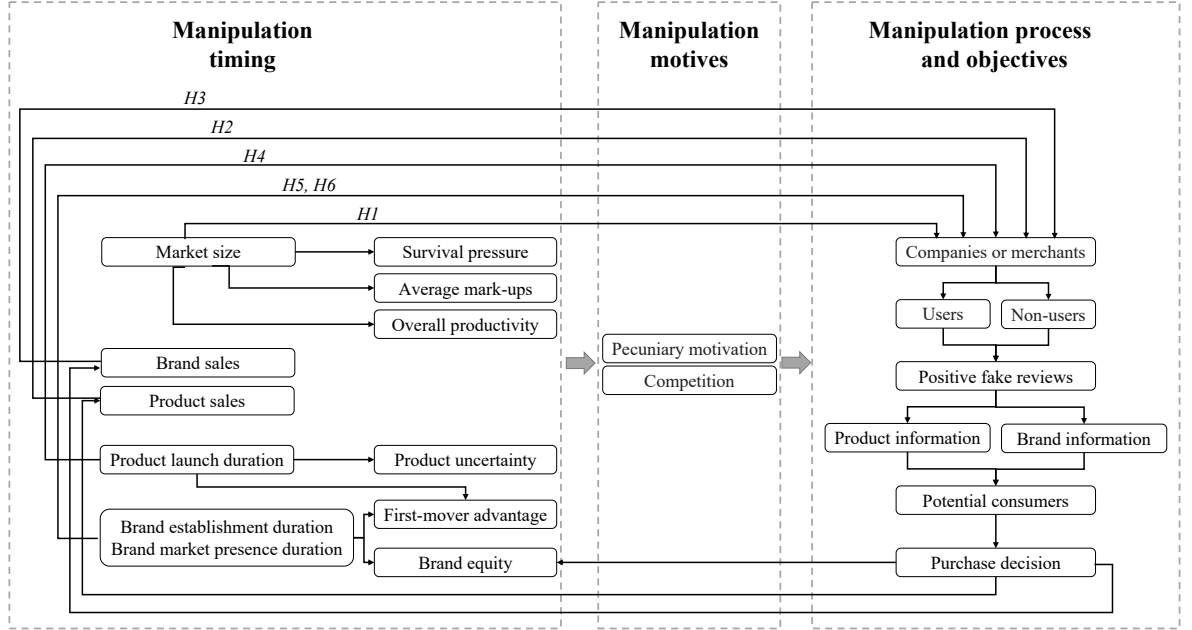 Manipulation
timing
Manipulation
motives
Manipulation process
and objectives
H3
H2
H4
H5, H6
H1
Market size
Survival pressure
Average mark-ups
Overall productivity
Brand sales
Product sales
Product launch duration
Product uncertainty
Brand establishment duration
Brand market presence duration
First-mover advantage
Brand equity
Pecuniary motivation
Competition
Companies or merchants
Users
Non-users
Positive fake reviews
Product information
Brand information
Potential consumers
Purchase decision